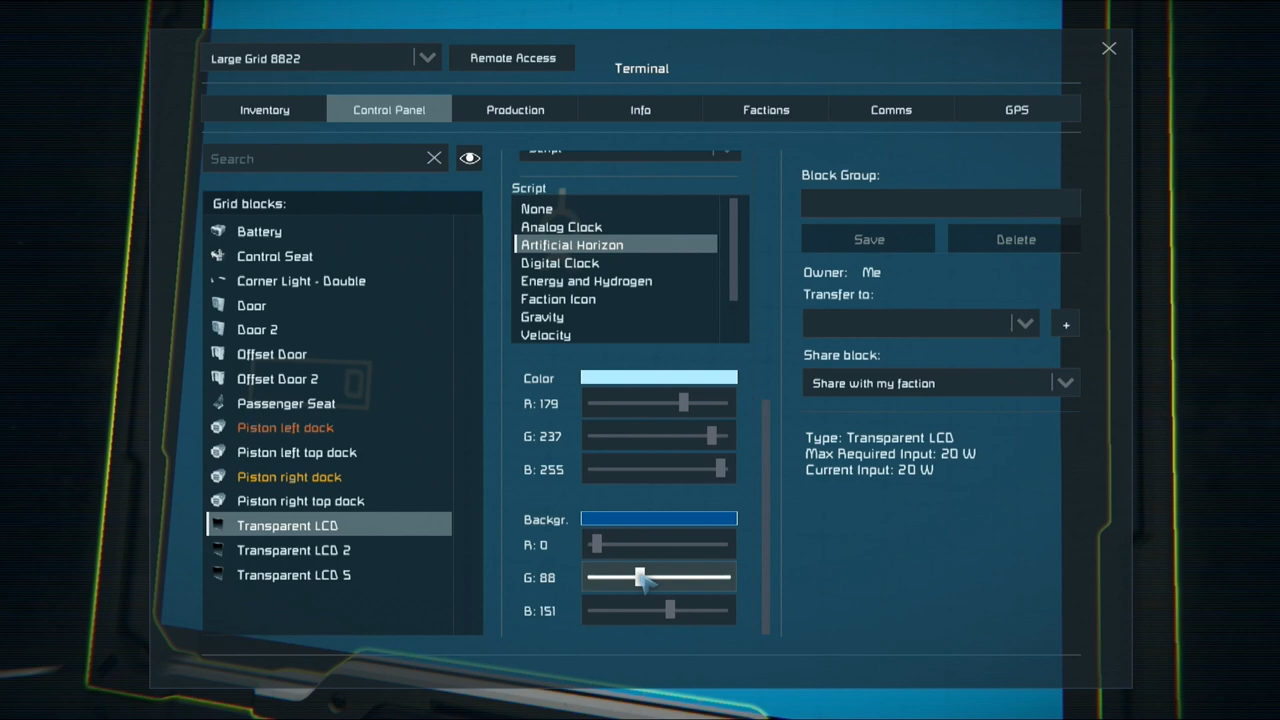 Large Grid 8822
Remote Access
Terminal
Inventory
Control Panel
Production
Info
Factions
Comms
GPS
Search
Grid blocks:
Battery
Control Seat
Corner Light - Double
Door
Door 2
Offset Door
Offset Door 2
Passenger Seat
Piston left dock
Piston left top dock
Piston right dock
Piston right top dock
Transparent LCD
Transparent LCD 2
Transparent LCD 5
Script
Script
None
Analog Clock
Artificial Horizon
Digital Clock
Energy and Hydrogen
Faction Icon
Gravity
Velocity
Color
R: 179
G: 237
B: 255
Backgr.
R: 0
G: 88
B: 151
Block Group:
Save
Delete
Owner: Me
Transfer to:
+
Share block:
Share with my faction
Type: Transparent LCD
Max Required Input: 20 W
Current Input: 20 W